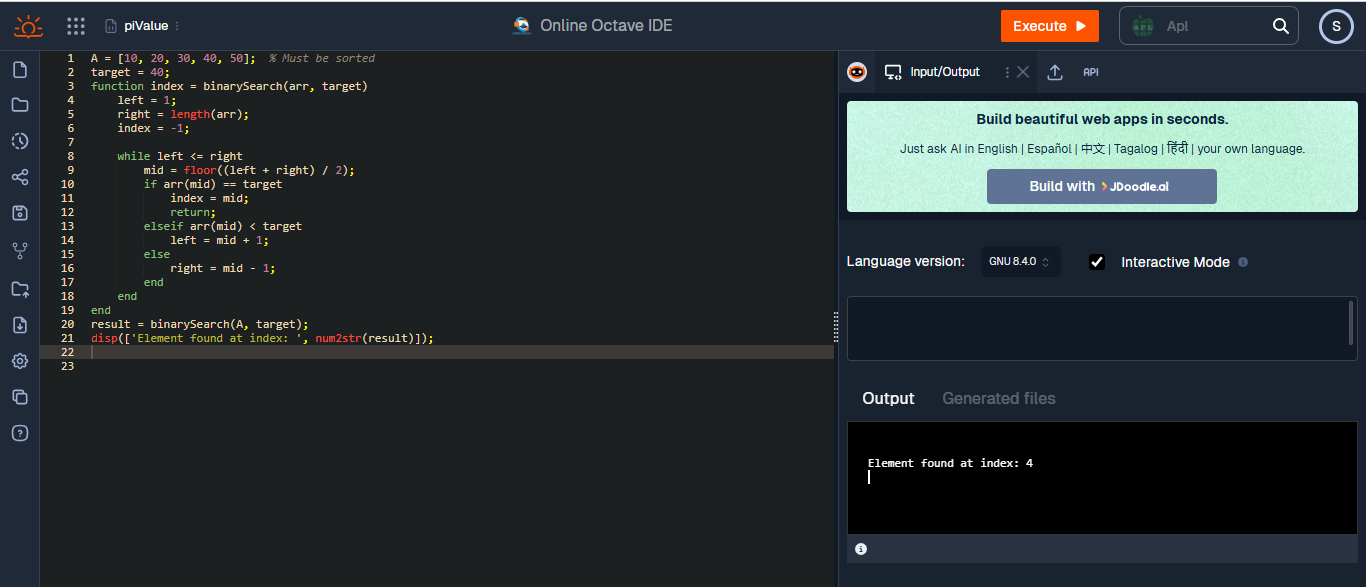 piValue
Online Octave IDE
Execute
Apl
S
1 A = [10, 20, 30, 40, 50];  % Must be sorted
2 target = 40;
3 function index = binarySearch(arr, target)
4     left = 1;
5     right = length(arr);
6     index = -1;
7
8     while left <= right
9         mid = floor((left + right) / 2);
10         if arr(mid) == target
11             index = mid;
12             return;
13         elseif arr(mid) < target
14             left = mid + 1;
15         else
16             right = mid - 1;
17         end
18     end
19 end
20 result = binarySearch(A, target);
21 disp(['Element found at index: ', num2str(result)]);
22
23
Input/Output
API
Build beautiful web apps in seconds.
Just ask AI in English | Español | 中文 | Tagalog | हिंदी | your own language.
Build with JDoodle.ai
Language version: GNU 8.4.0 Interactive Mode
Output Generated files
Element found at index: 4